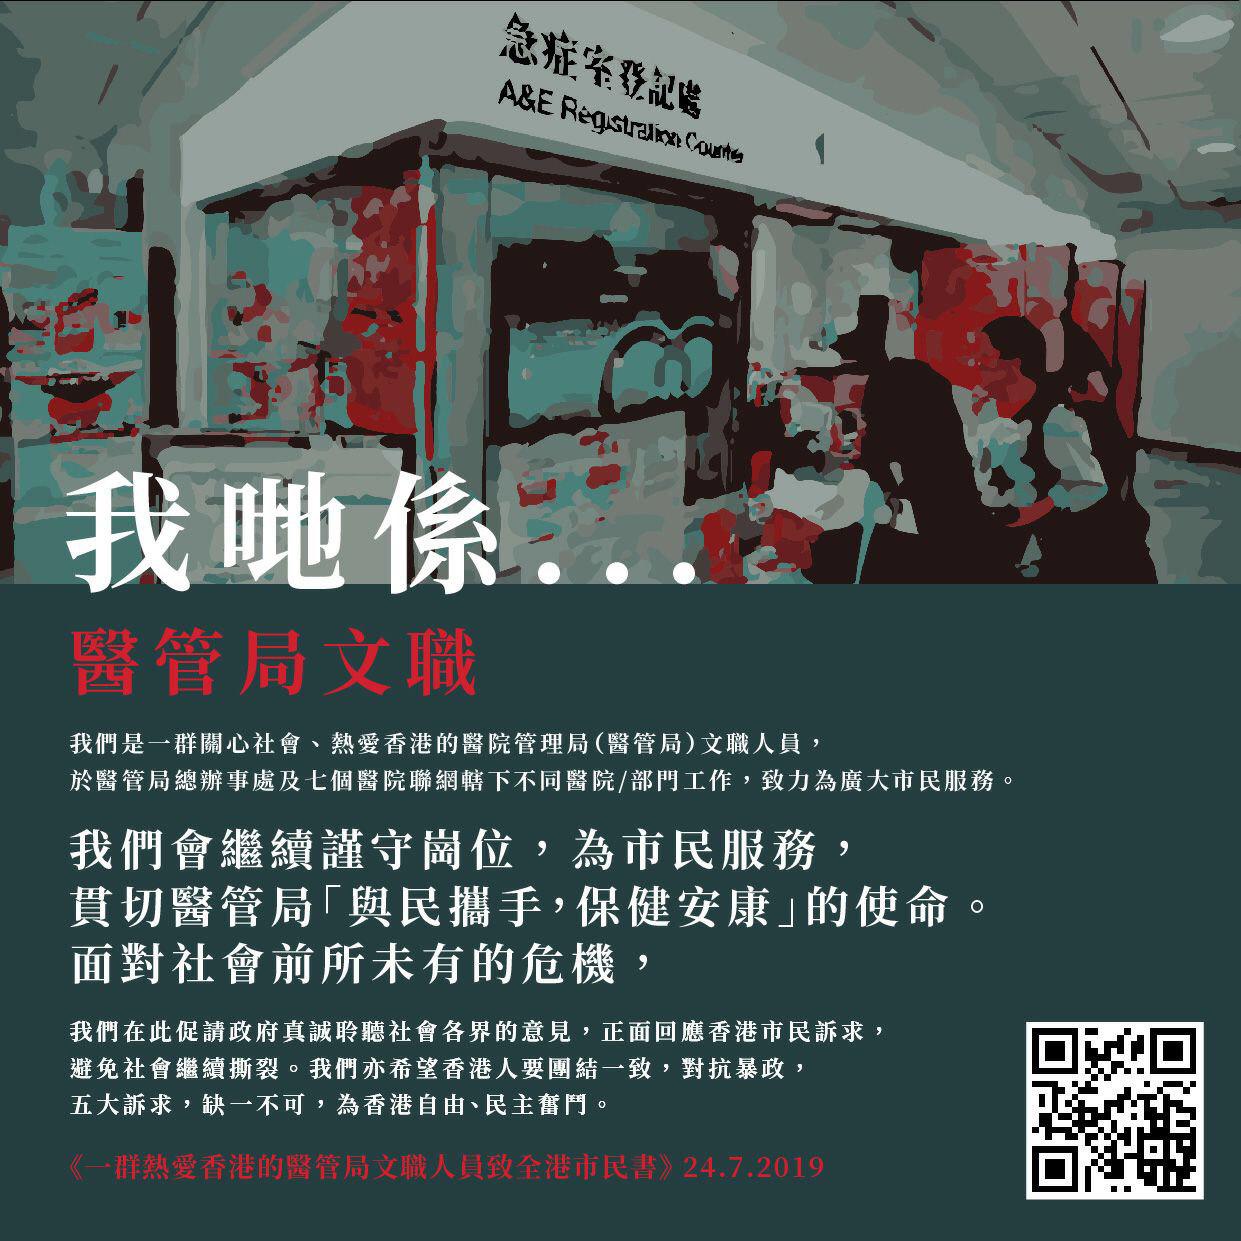 急症室登記處
A&E Registration Counte
我哋係...
醫管局文職
我們是一群關心社會、熱愛香港的醫院管理局(醫管局)文職人員，
於醫管局總辦事處及七個醫院聯網轄下不同醫院/部門工作，致力為廣大市民服務。
我們會繼續謹守崗位，為市民服務，
貫切醫管局「與民攜手，保健安康」的使命。
面對社會前所未有的危機，
我們在此促請政府真誠聆聽社會各界的意見，正面回應香港市民訴求，
避免社會繼續撕裂。我們亦希望香港人要團結一致，對抗暴政，
五大訴求，缺一不可，為香港自由、民主奮鬥。
《一群熱愛香港的醫管局文職人員致全港市民書》24.7.2019